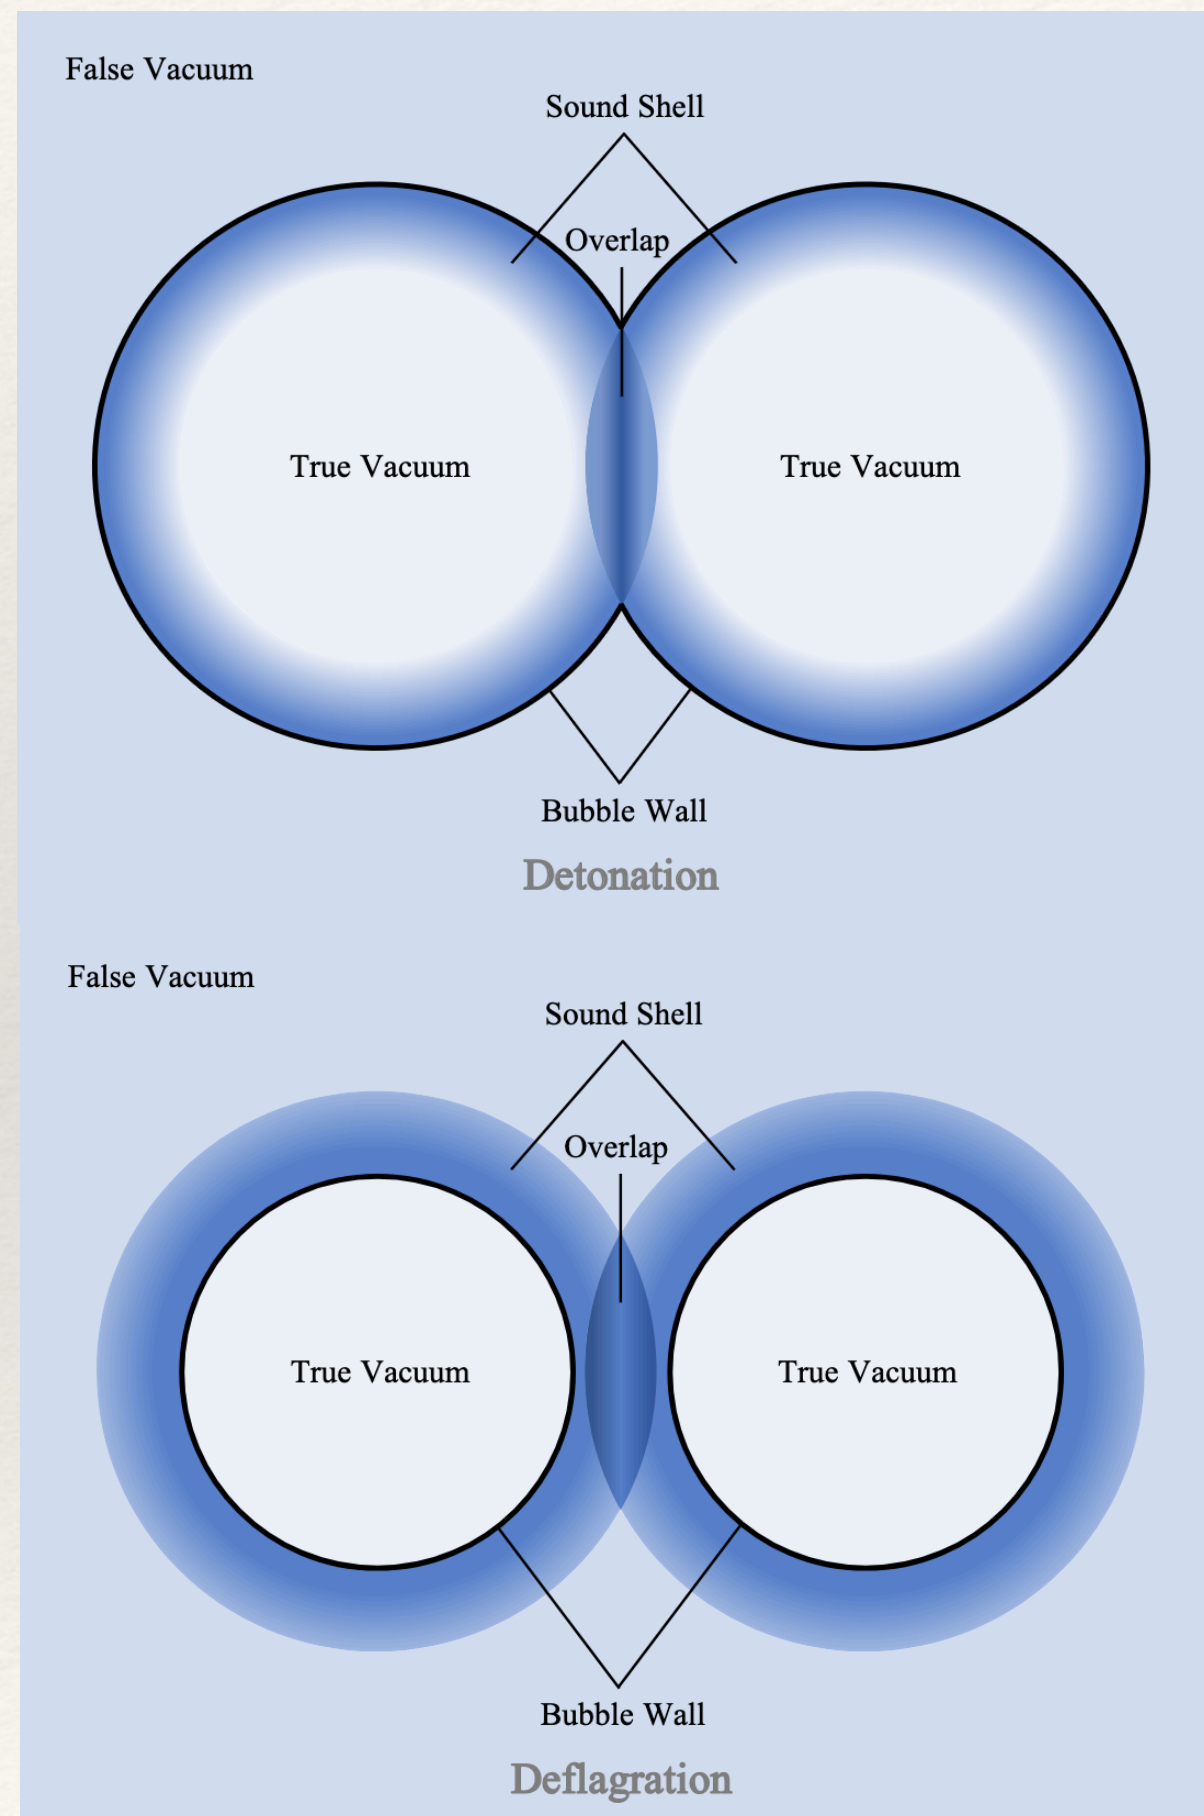 False Vacuum
Sound Shell
Overlap
True Vacuum
True Vacuum
Bubble Wall
Detonation
False Vacuum
Sound Shell
Overlap
True Vacuum
True Vacuum
Bubble Wall
Deflagration